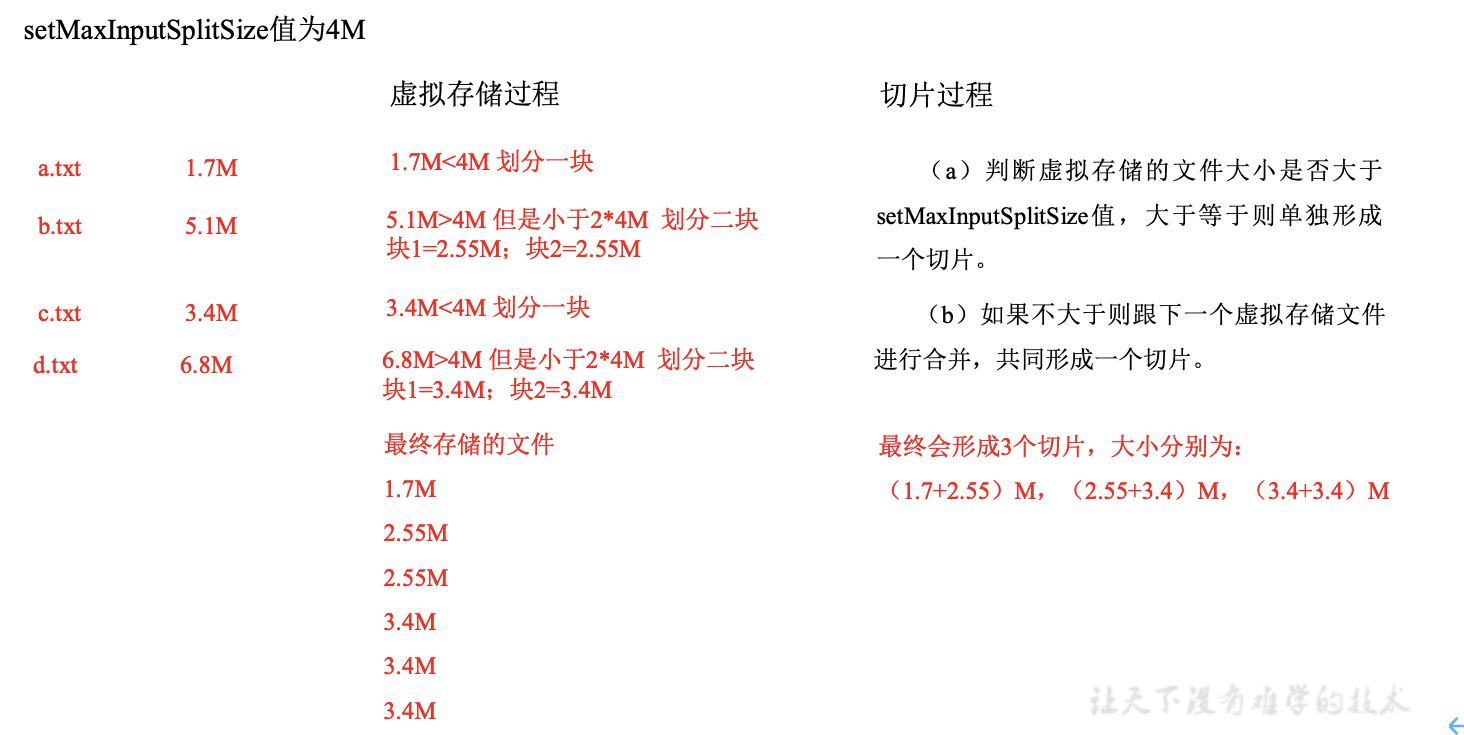 setMaxInputSplitSize值为4M
虚拟存储过程
切片过程
a.txt 1.7M 1.7M<4M 划分一块
b.txt 5.1M 5.1M>4M 但是小于2*4M 划分二块
块1=2.55M；块2=2.55M
c.txt 3.4M 3.4M<4M 划分一块
d.txt 6.8M 6.8M>4M 但是小于2*4M 划分二块
块1=3.4M；块2=3.4M
最终存储的文件
1.7M
2.55M
2.55M
3.4M
3.4M
3.4M
（a）判断虚拟存储的文件大小是否大于
setMaxInputSplitSize值，大于等于则单独形成
一个切片。
（b）如果不大于则跟下一个虚拟存储文件
进行合并，共同形成一个切片。
最终会形成3个切片，大小分别为：
（1.7+2.55）M，（2.55+3.4）M，（3.4+3.4）M
让天下没有难学的技术